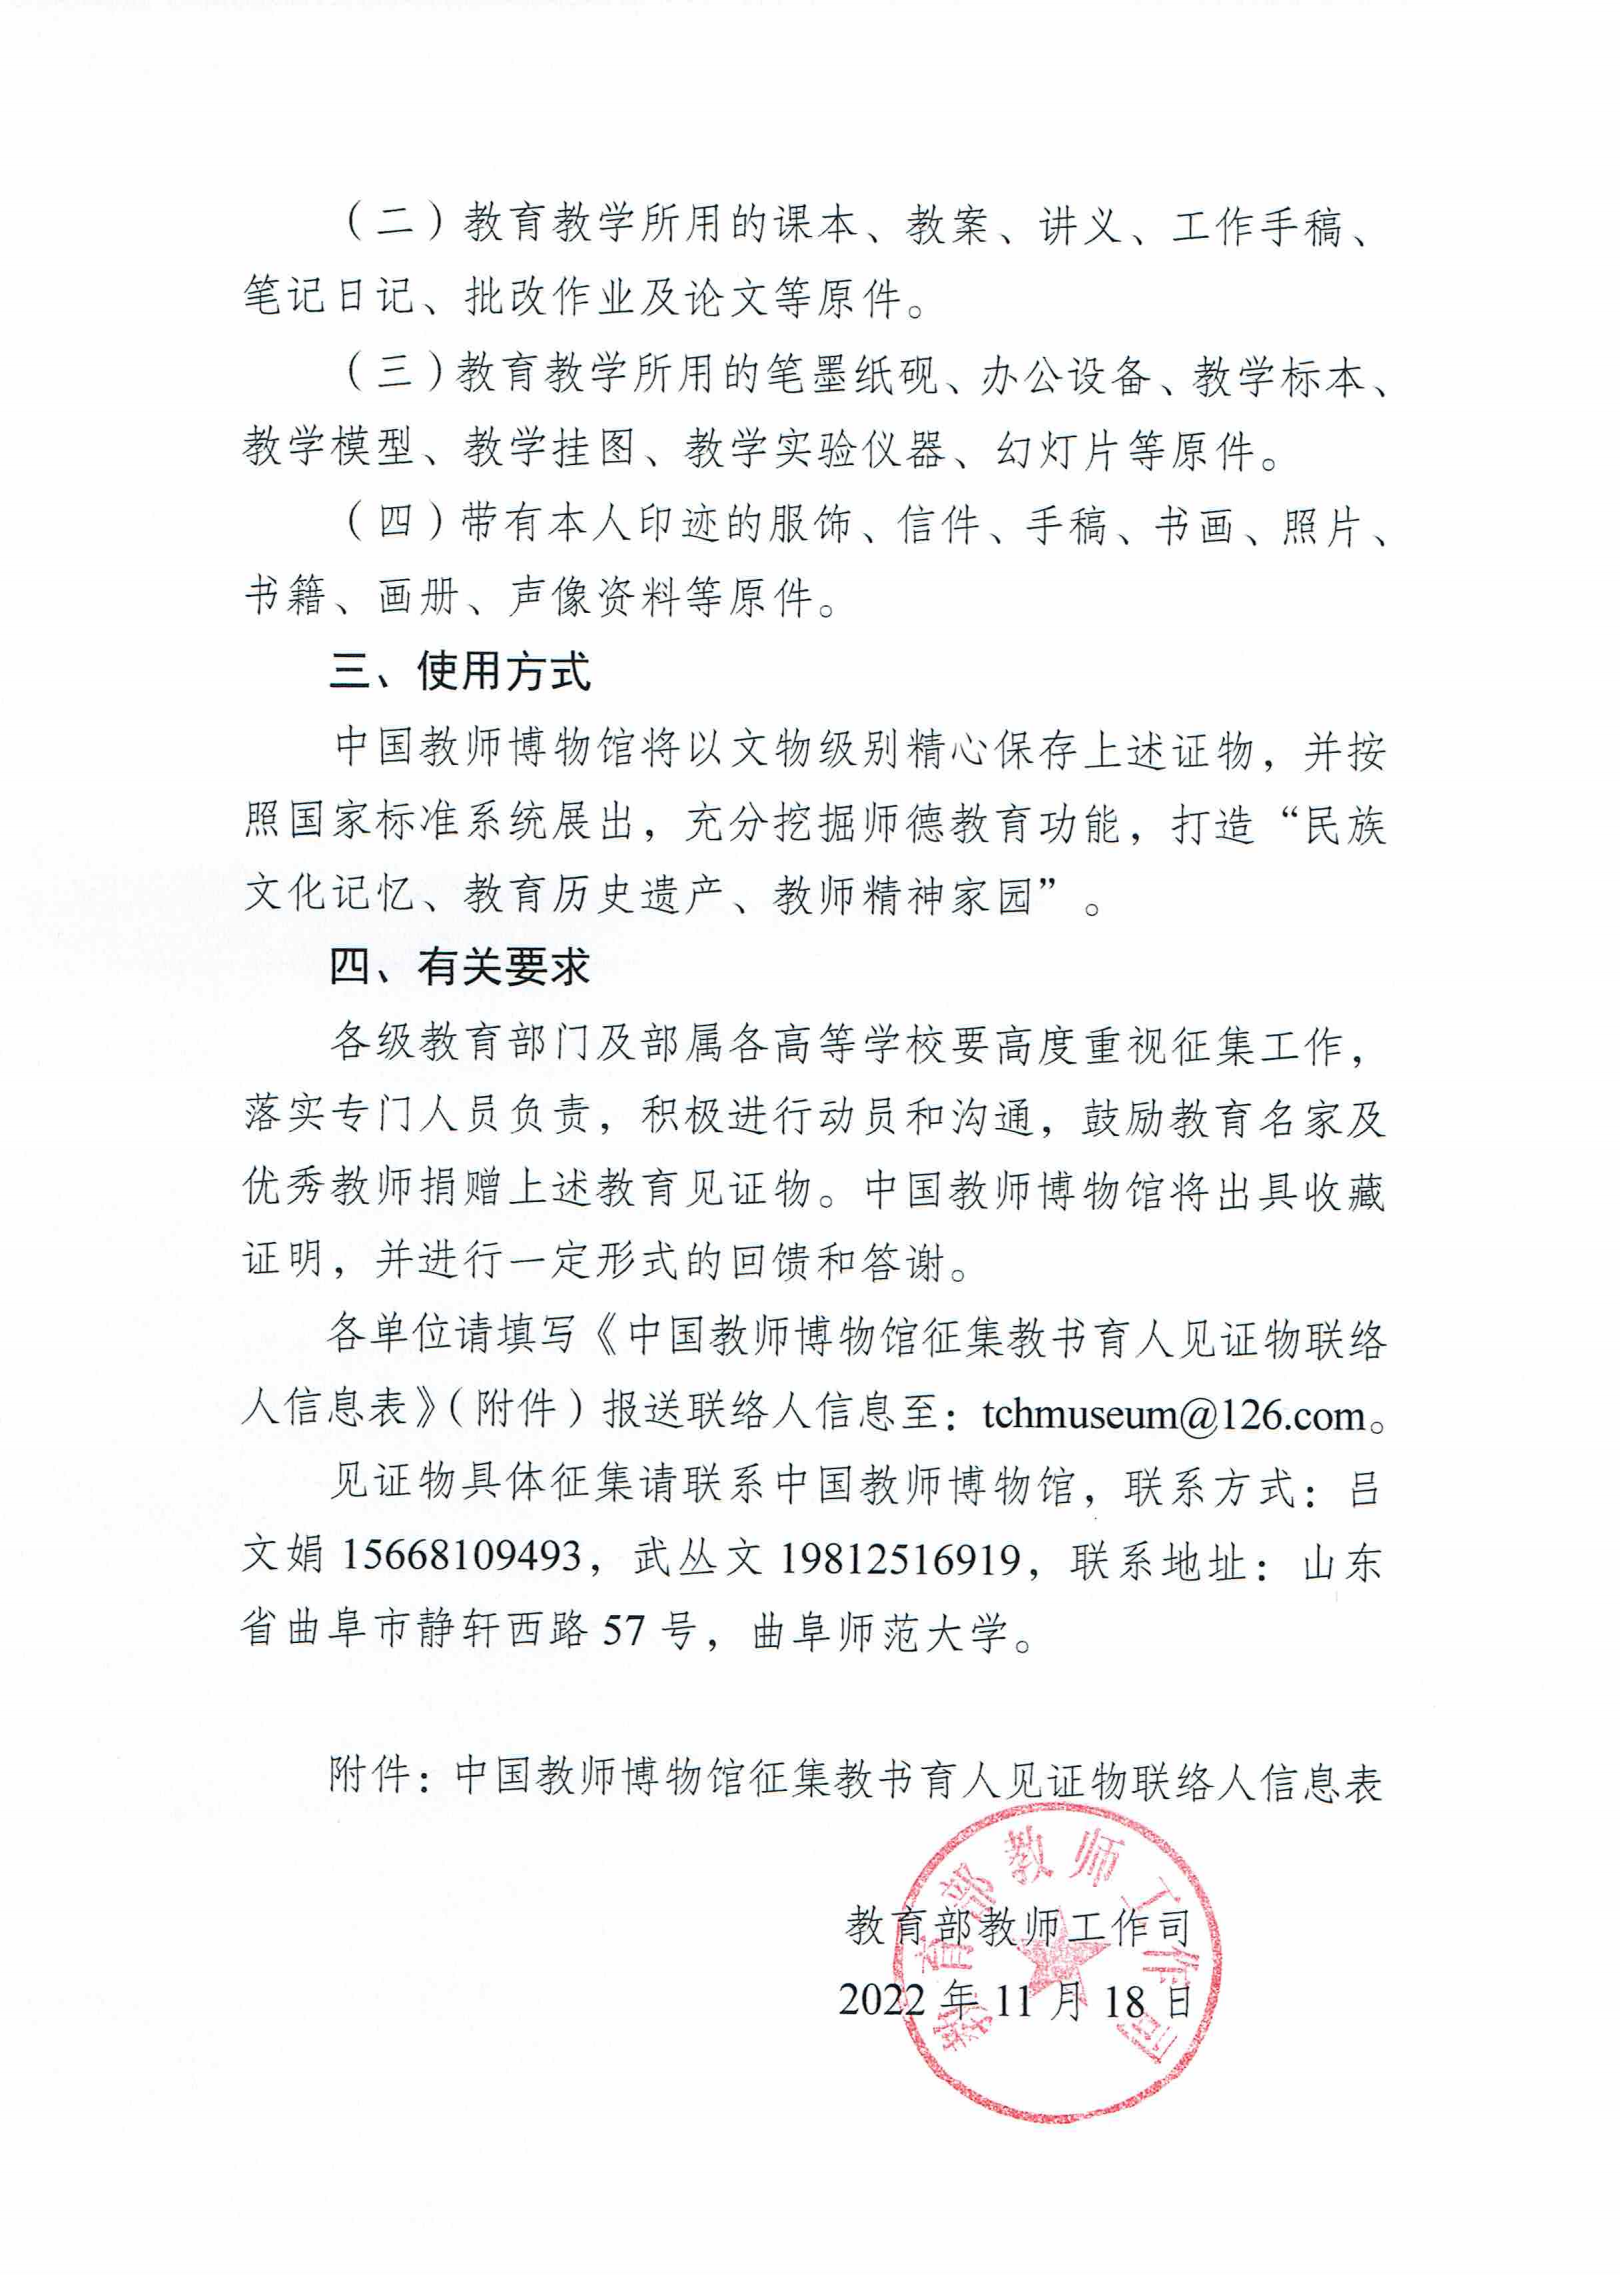 （二）教育教学所用的课本、教案、讲义、工作手稿、
笔记日记、批改作业及论文等原件。
（三）教育教学所用的笔墨纸砚、办公设备、教学标本、
教学模型、教学挂图、教学实验仪器、幻灯片等原件。
（四）带有本人印迹的服饰、信件、手稿、书画、照片、
书籍、画册、声像资料等原件。
三、使用方式
中国教师博物馆将以文物级别精心保存上述证物，并按
照国家标准系统展出，充分挖掘师德教育功能，打造“民族
文化记忆、教育历史遗产、教师精神家园”。
四、有关要求
各级教育部门及部属各高等学校要高度重视征集工作，
落实专门人员负责，积极进行动员和沟通，鼓励教育名家及
优秀教师捐赠上述教育见证物。中国教师博物馆将出具收藏
证明，并进行一定形式的回馈和答谢。
各单位请填写《中国教师博物馆征集教书育人见证物联络
人信息表》（附件）报送联络人信息至：tchmuseum@126.com。
见证物具体征集请联系中国教师博物馆，联系方式：吕
文娟 15668109493，武丛文 19812516919，联系地址：山东
省曲阜市静轩西路 57 号，曲阜师范大学。
附件：中国教师博物馆征集教书育人见证物联络人信息表
教育部教师工作司
2022 年 11 月 18 日
教育部教师工作司